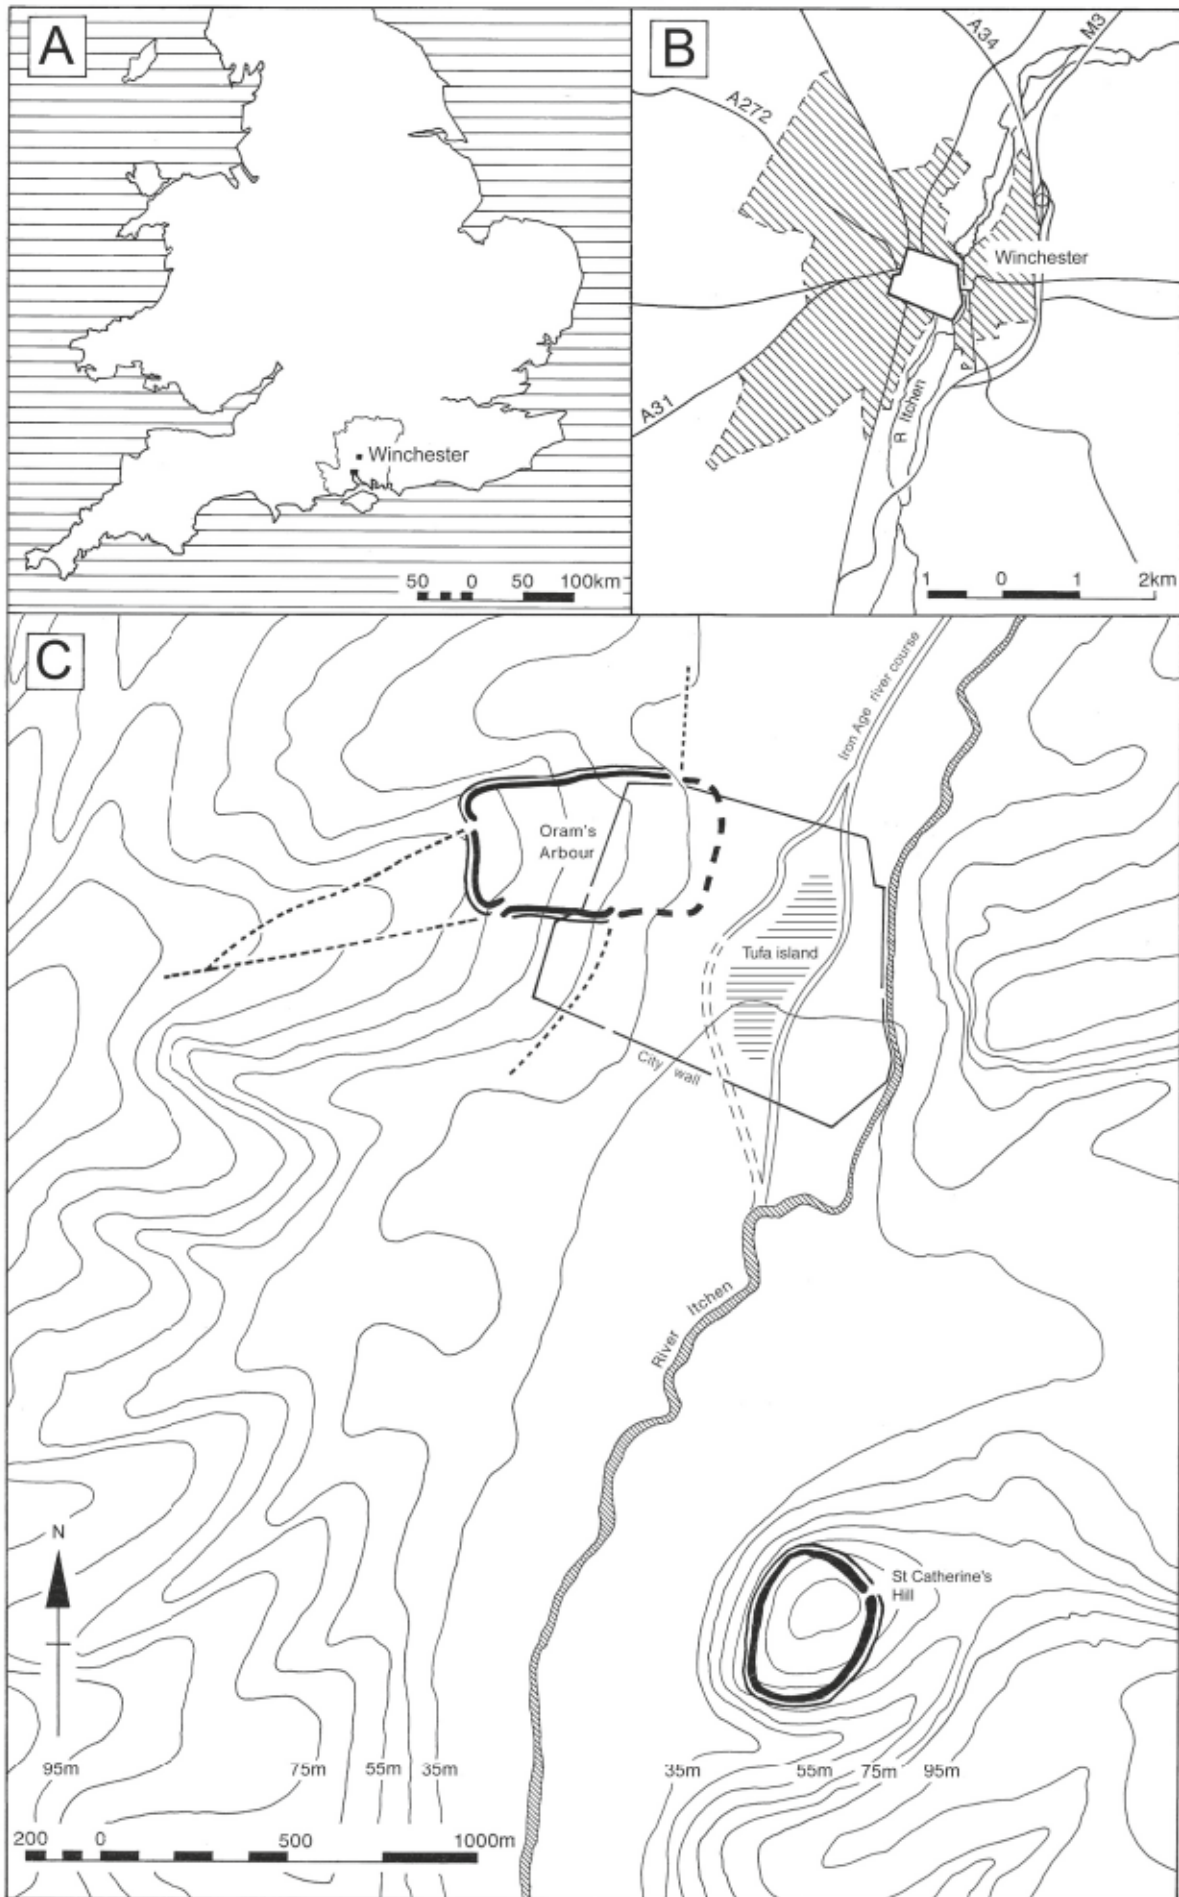 A
Winchester
50 0 50 100km
B
A34
M3
A272
Winchester
A31
R Itchen
1 0 1 2km
C
Iron Age river course
Oram's
Arbour
Tufa island
City wall
River Itchen
N
St Catherine's
Hill
95m 75m 55m 35m 35m 55m 75m 95m
200 0 500 1000m